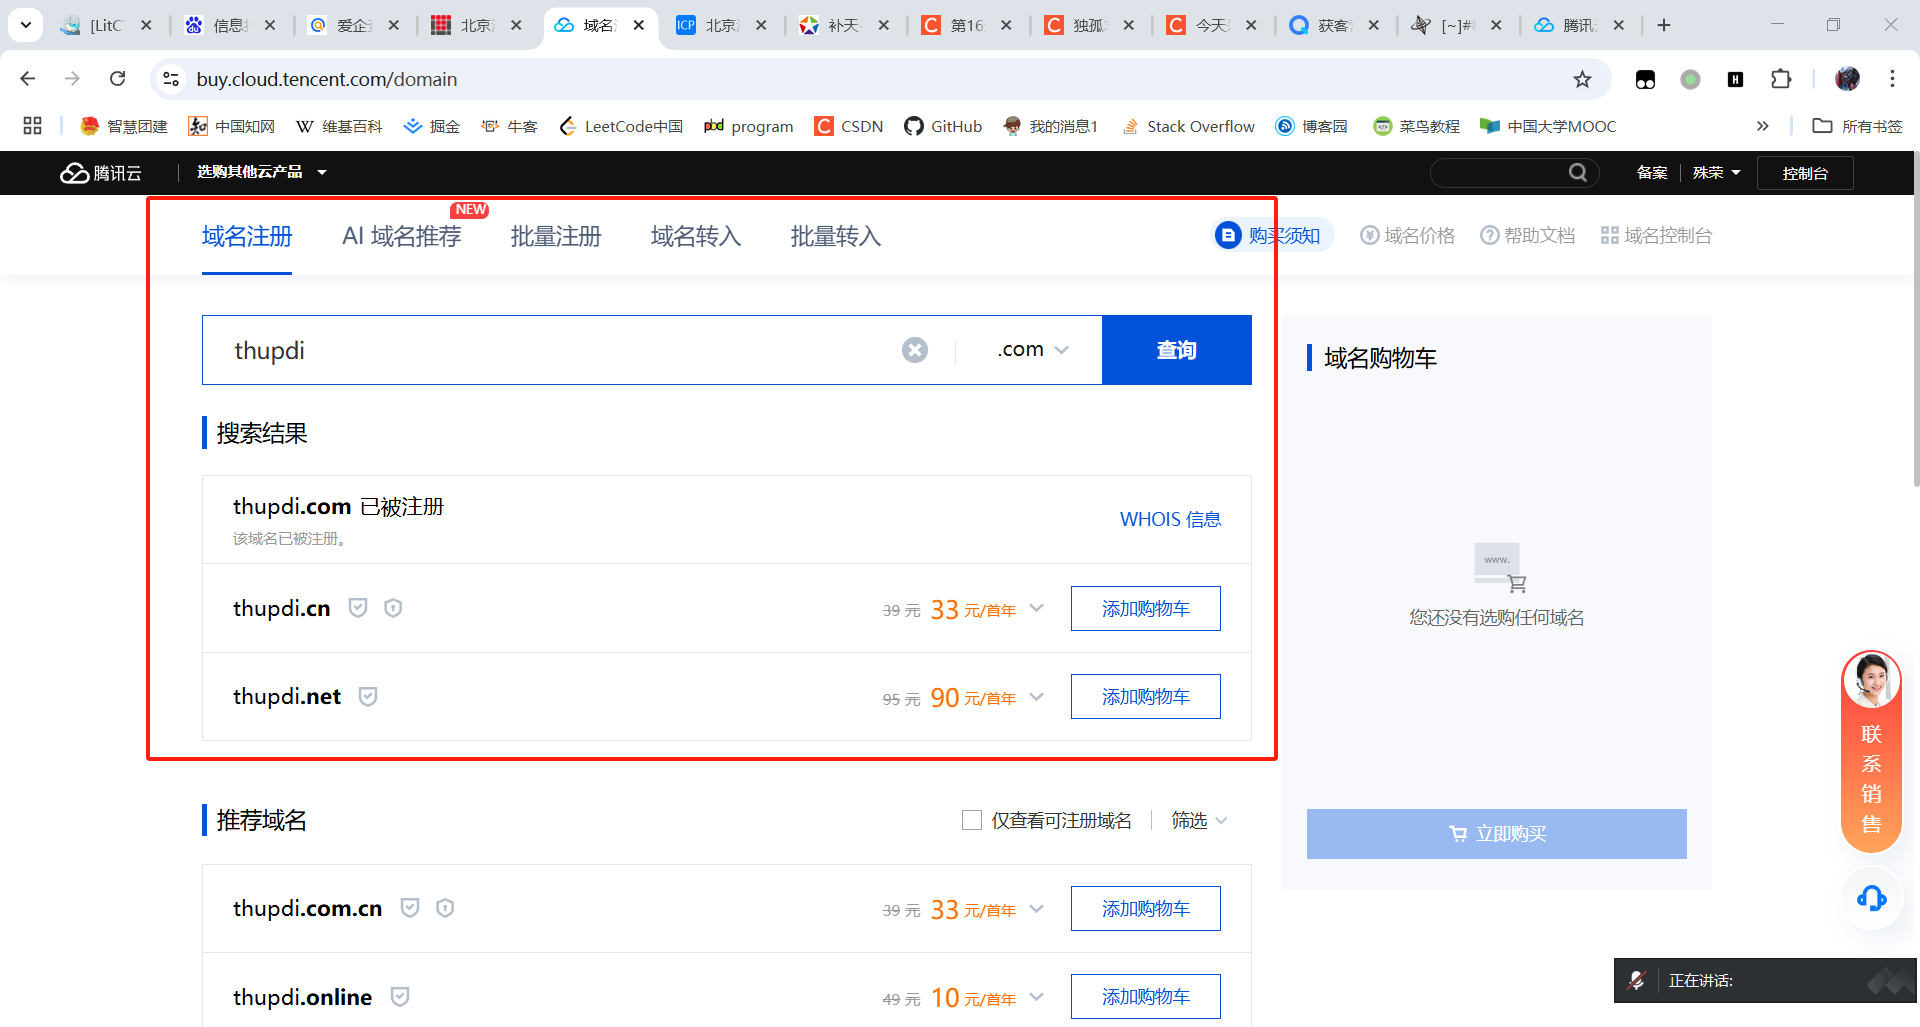 [LitC
信息
爱企
北京
域名
ICP
北京
补天-
第16
独孤
今天
获客
[~]#
腾讯
buy.cloud.tencent.com/domain
智慧团建
中国知网
维基百科
掘金
牛客
LeetCode中国
pbd program
CSDN
GitHub
我的消息1
Stack Overflow
博客园
菜鸟教程
中国大学MOOC
»
所有书签
腾讯云
选购其他云产品
备案
殊荣
控制台
域名注册
AI 域名推荐
NEW
批量注册
域名转入
批量转入
购买须知
域名价格
帮助文档
域名控制台
thupdi
.com
查询
搜索结果
thupdi.com 已被注册
该域名已被注册。
WHOIS 信息
thupdi.cn
39 元 33 元/首年
添加购物车
thupdi.net
95 元 90 元/首年
添加购物车
域名购物车
www.
您还没有选购任何域名
立即购买
推荐域名
仅查看可注册域名
筛选
thupdi.com.cn
39 元 33 元/首年
添加购物车
thupdi.online
49 元 10 元/首年
添加购物车
联系销售
正在讲话: